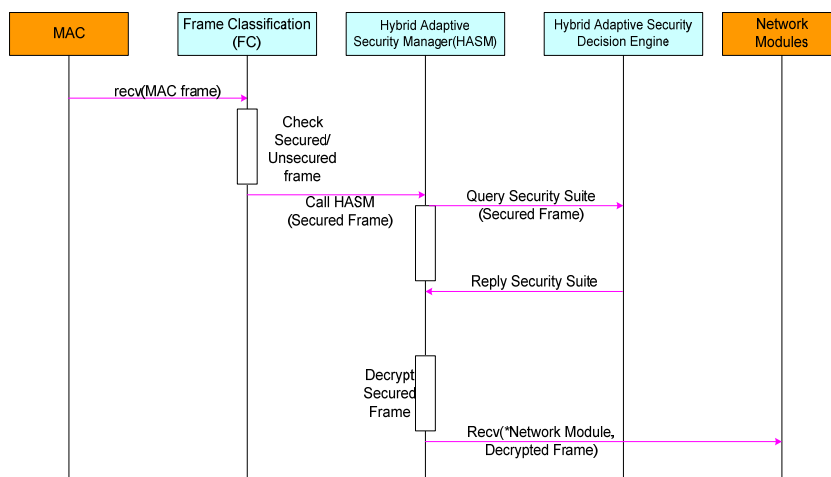 MAC
Frame Classification
(FC)
Hybrid Adaptive
Security Manager(HASM)
Hybrid Adaptive Security
Decision Engine
Network
Modules
recv(MAC frame)
Check
Secured/
Unsecured
frame
Call HASM
(Secured Frame)
Query Security Suite
(Secured Frame)
Reply Security Suite
Decrypt
Secured
Frame
Recv(*Network Module,
Decrypted Frame)